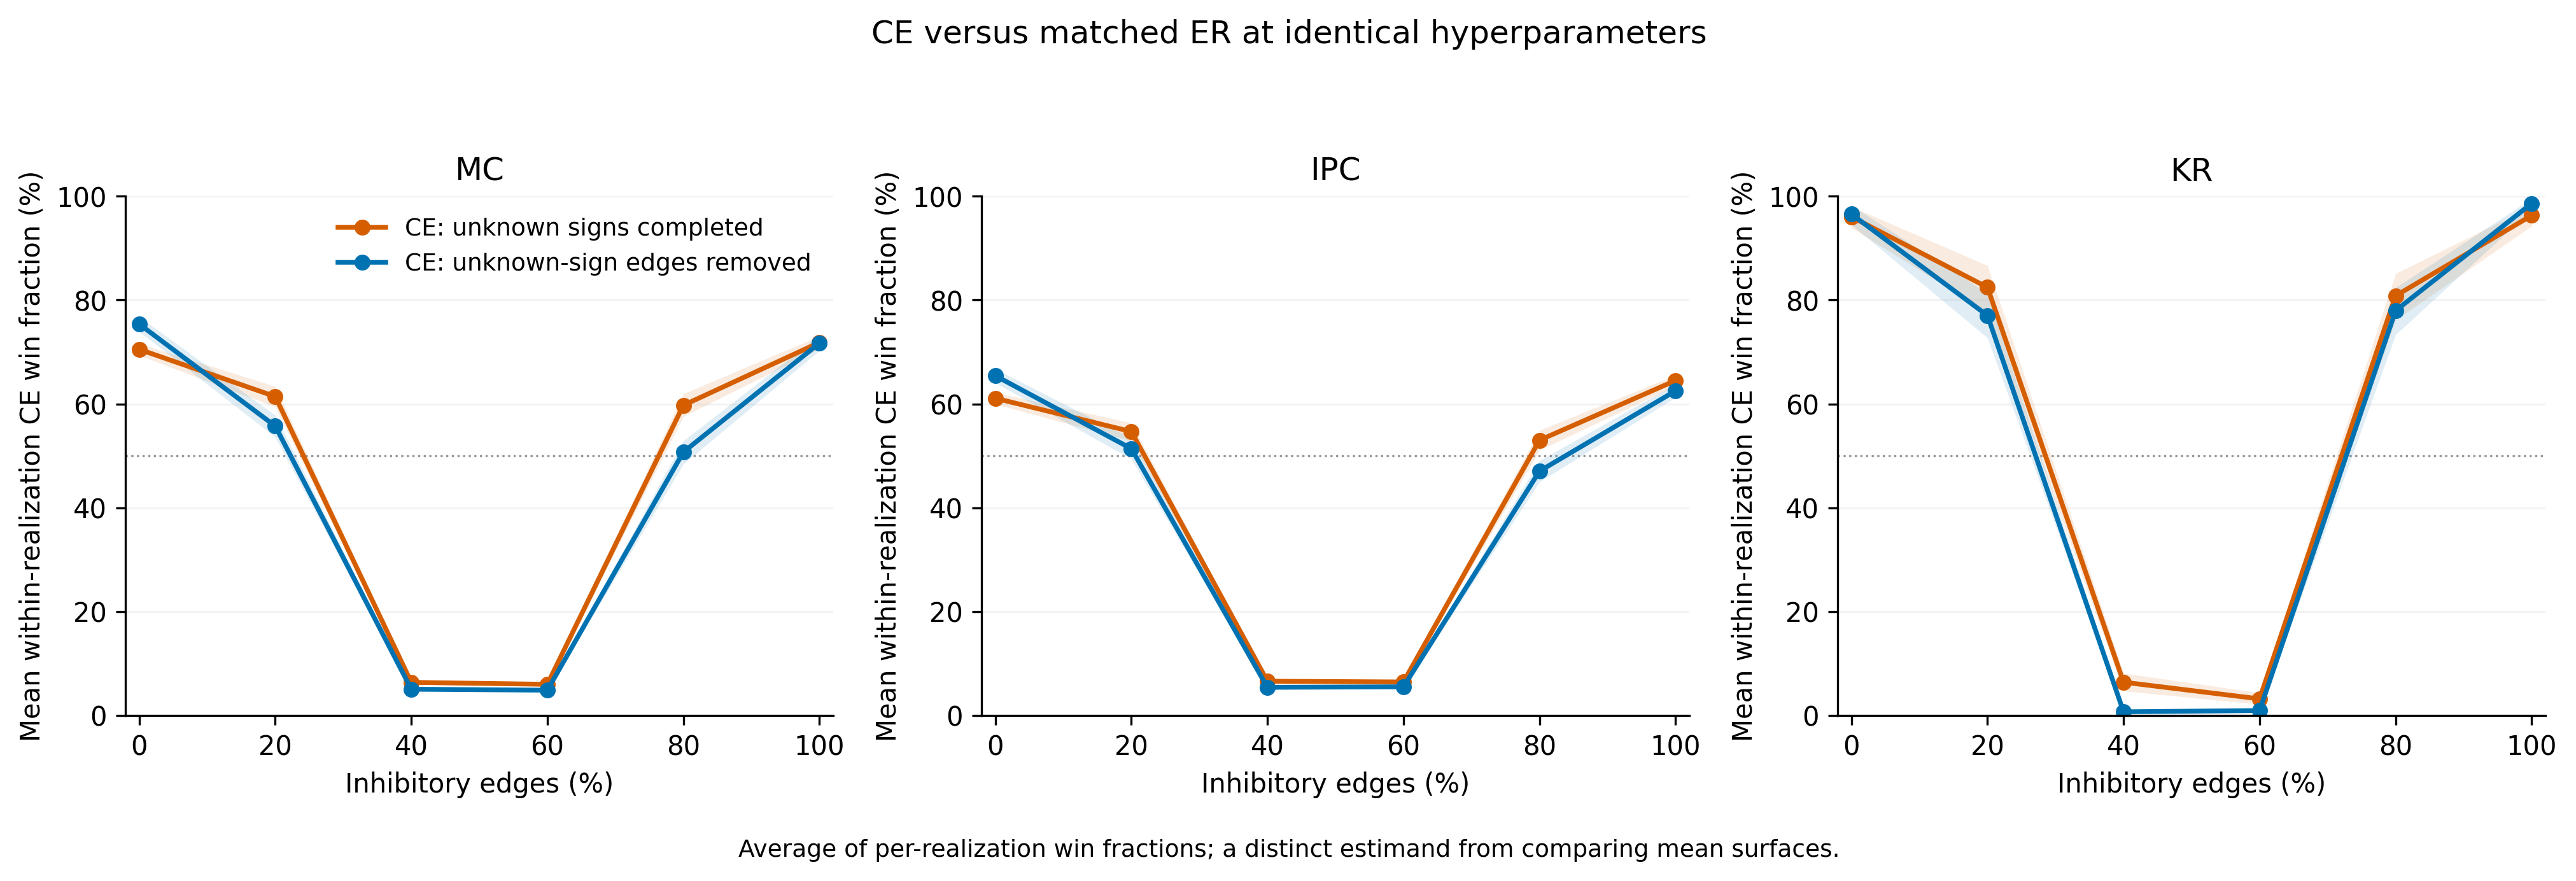 CE versus matched ER at identical hyperparameters
MC
Mean within-realization CE win fraction (%)
100
80
60
40
20
0
CE: unknown signs completed
CE: unknown-sign edges removed
0 20 40 60 80 100
Inhibitory edges (%)
IPC
Mean within-realization CE win fraction (%)
100
80
60
40
20
0
0 20 40 60 80 100
Inhibitory edges (%)
KR
Mean within-realization CE win fraction (%)
100
80
60
40
20
0
0 20 40 60 80 100
Inhibitory edges (%)
Average of per-realization win fractions; a distinct estimand from comparing mean surfaces.